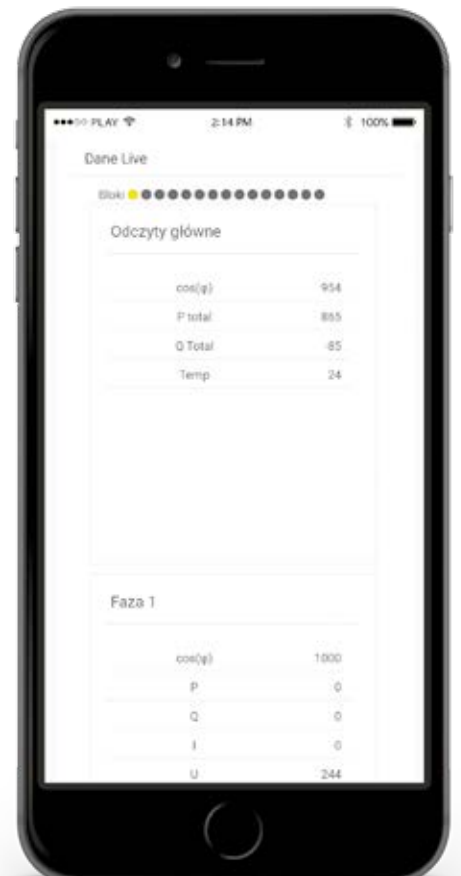 PLAY 2:14 PM 100%
Dane Live
Bloki
Odczyty główne
cos(φ) 954
P total 865
Q Total -85
Temp 24
Faza 1
cos(φ) 1000
P 0
Q 0
I 0
U 244